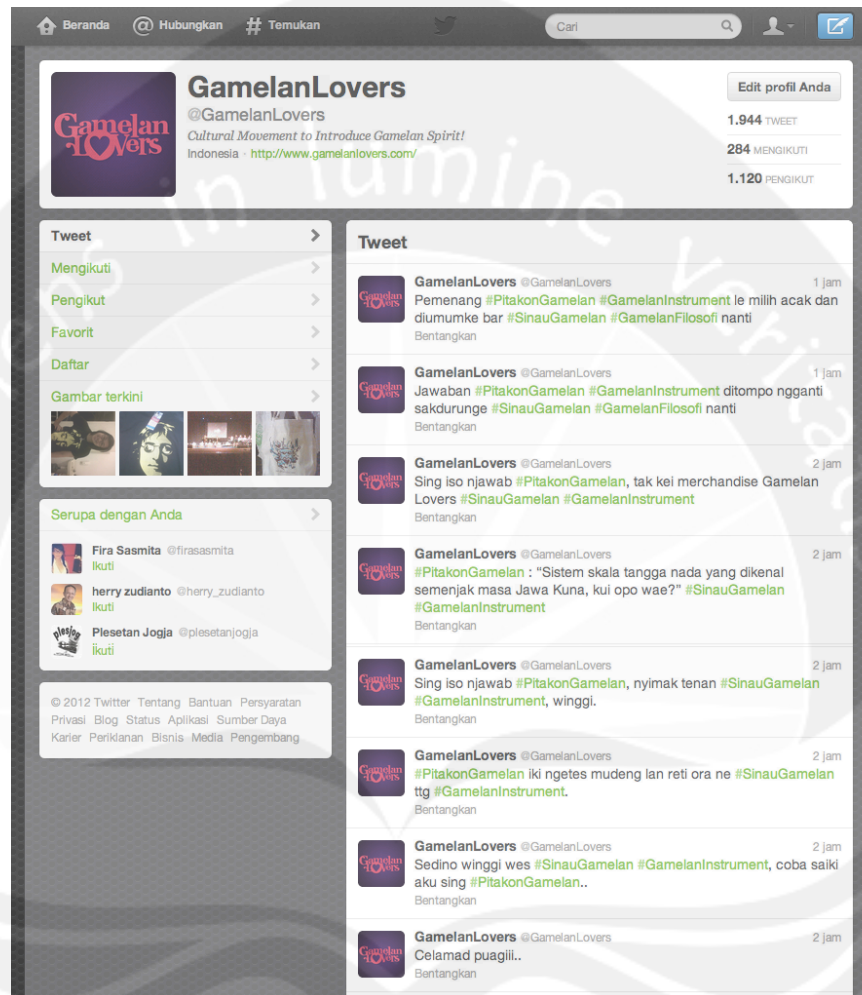 Beranda Hubungkan Temukan Cari
GamelanLovers
@GamelanLovers
Cultural Movement to Introduce Gamelan Spirit!
Indonesia · http://www.gamelanlovers.com/
Gamelan
Lovers
Edit profil Anda
1.944 TWEET
284 MENGIKUTI
1.120 PENGIKUT
in lumine veritatis
Tweet
Mengikuti
Pengikut
Favorit
Daftar
Gambar terkini
Serupa dengan Anda
Fira Sasmita @firasasmita
Ikuti
herry zudianto @herry_zudianto
Ikuti
plesjog
Plesetan Jogja @plesetanjogja
Ikuti
© 2012 Twitter Tentang Bantuan Persyaratan
Privasi Blog Status Aplikasi Sumber Daya
Karier Periklanan Bisnis Media Pengembang
Tweet
GamelanLovers @GamelanLovers 1 jam
Pemenang #PitakonGamelan #GamelanInstrument le milih acak dan
diumumke bar #SinauGamelan #GamelanFilosofi nanti
Bentangkan
GamelanLovers @GamelanLovers 1 jam
Jawaban #PitakonGamelan #GamelanInstrument ditompo ngganti
sakdurunge #SinauGamelan #GamelanFilosofi nanti
Bentangkan
GamelanLovers @GamelanLovers 2 jam
Sing iso njawab #PitakonGamelan, tak kei merchandise Gamelan
Lovers #SinauGamelan #GamelanInstrument
Bentangkan
GamelanLovers @GamelanLovers 2 jam
#PitakonGamelan : “Sistem skala tangga nada yang dikenal
semenjak masa Jawa Kuna, kui opo wae?” #SinauGamelan
#GamelanInstrument
Bentangkan
GamelanLovers @GamelanLovers 2 jam
Sing iso njawab #PitakonGamelan, nyimak tenan #SinauGamelan
#GamelanInstrument, winggi.
Bentangkan
GamelanLovers @GamelanLovers 2 jam
#PitakonGamelan iki ngetes mudeng lan reti ora ne #SinauGamelan
ttg #GamelanInstrument.
Bentangkan
GamelanLovers @GamelanLovers 2 jam
Sedino winggi wes #SinauGamelan #GamelanInstrument, coba saiki
aku sing #PitakonGamelan..
Bentangkan
GamelanLovers @GamelanLovers 2 jam
Celamad puagiii..
Bentangkan